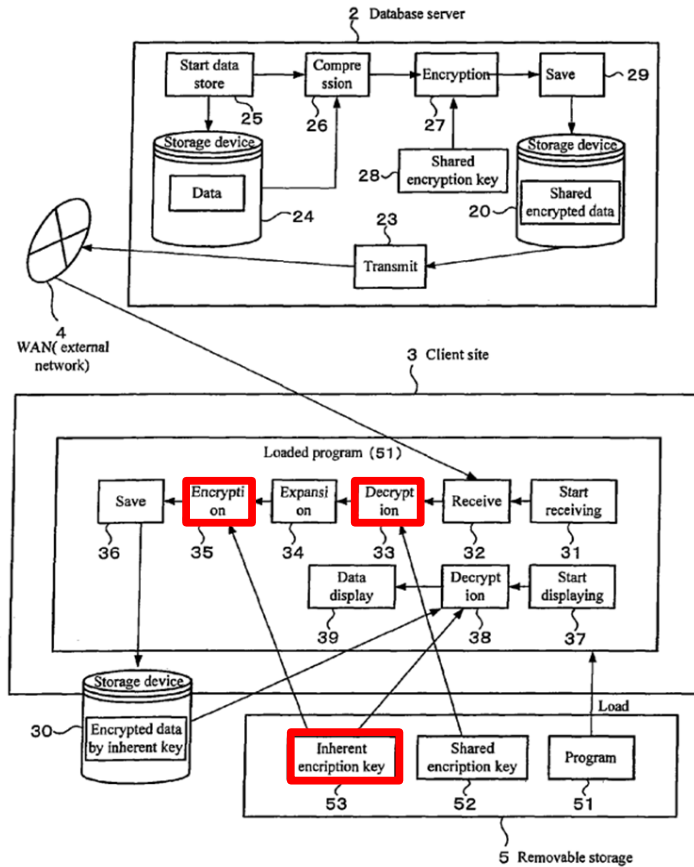 2 Database server
Start data
store
25
Compre
ssion
26
Encryption
27
Save
29
Storage device
Data
24
28
Shared
encryption key
Storage device
20
Shared
encrypted data
23
Transmit
4
WAN( external
network)
3 Client site
Loaded program (51)
Save
36
Encrypti
on
35
Expansi
on
34
Decrypt
ion
33
Receive
32
Start
receiving
31
Data
display
39
Decrypt
ion
38
Start
displaying
37
Storage device
30
Encrypted data
by inherent key
Load
Inherent
encription key
53
Shared
encription key
52
Program
51
5 Removable storage